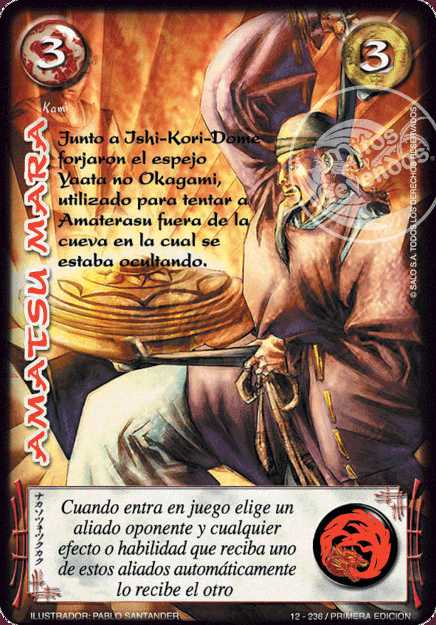 3
3
Kami
AMATSU MARA
Junto a Ishi-Kori-Dome
forjaron el espejo
Yaata no Okagami,
utilizado para tentar a
Amaterasu fuera de la
cueva en la cual se
estaba ocultando.
© SALO S.A. TODOS LOS DERECHOS RESERVADOS
Cuando entra en juego elige un
aliado oponente y cualquier
efecto o habilidad que reciba uno
de estos aliados automáticamente
lo recibe el otro
ILUSTRADOR: PABLO SANTANDER
12 - 236 / PRIMERA EDICION